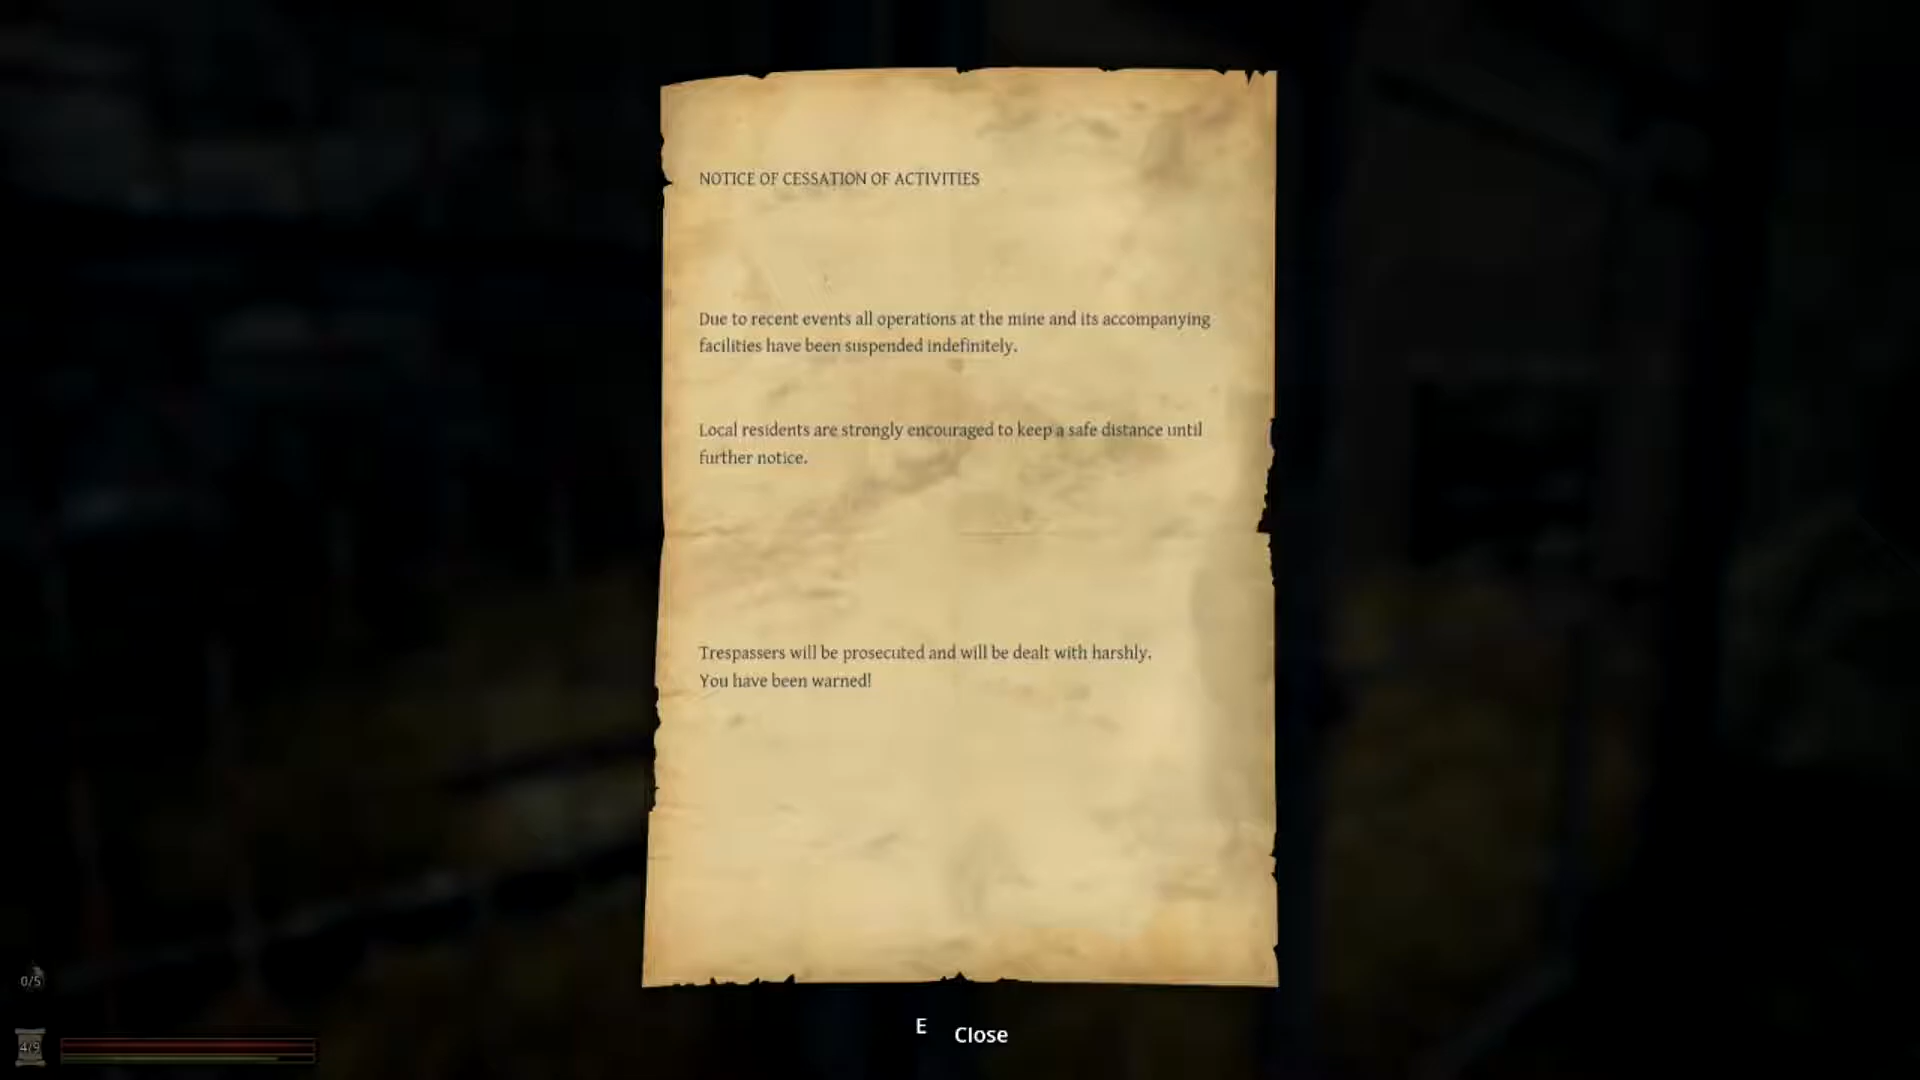 NOTICE OF CESSATION OF ACTIVITIES
Due to recent events all operations at the mine and its accompanying
facilities have been suspended indefinitely.
Local residents are strongly encouraged to keep a safe distance until
further notice.
Trespassers will be prosecuted and will be dealt with harshly.
You have been warned!
0/5
4/9
E Close